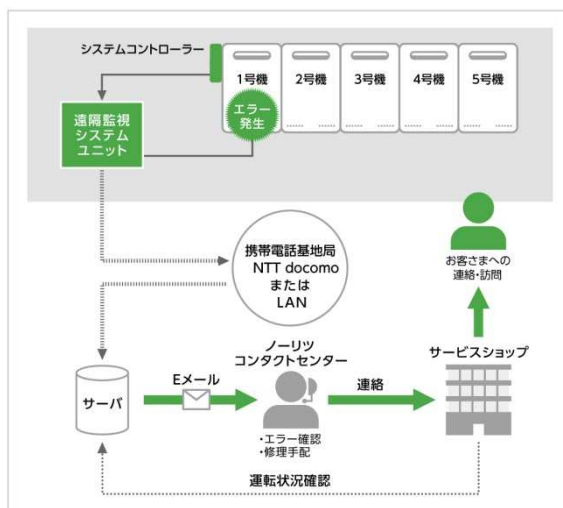 システムコントローラー
1号機
2号機
3号機
4号機
5号機
エラー
発生
遠隔監視
システム
ユニット
携帯電話基地局
NTT docomo
または
LAN
お客さまへの
連絡・訪問
ノーリツ
コンタクトセンター
サービスショップ
サーバ
Eメール
連絡
・エラー確認
・修理手配
運転状況確認